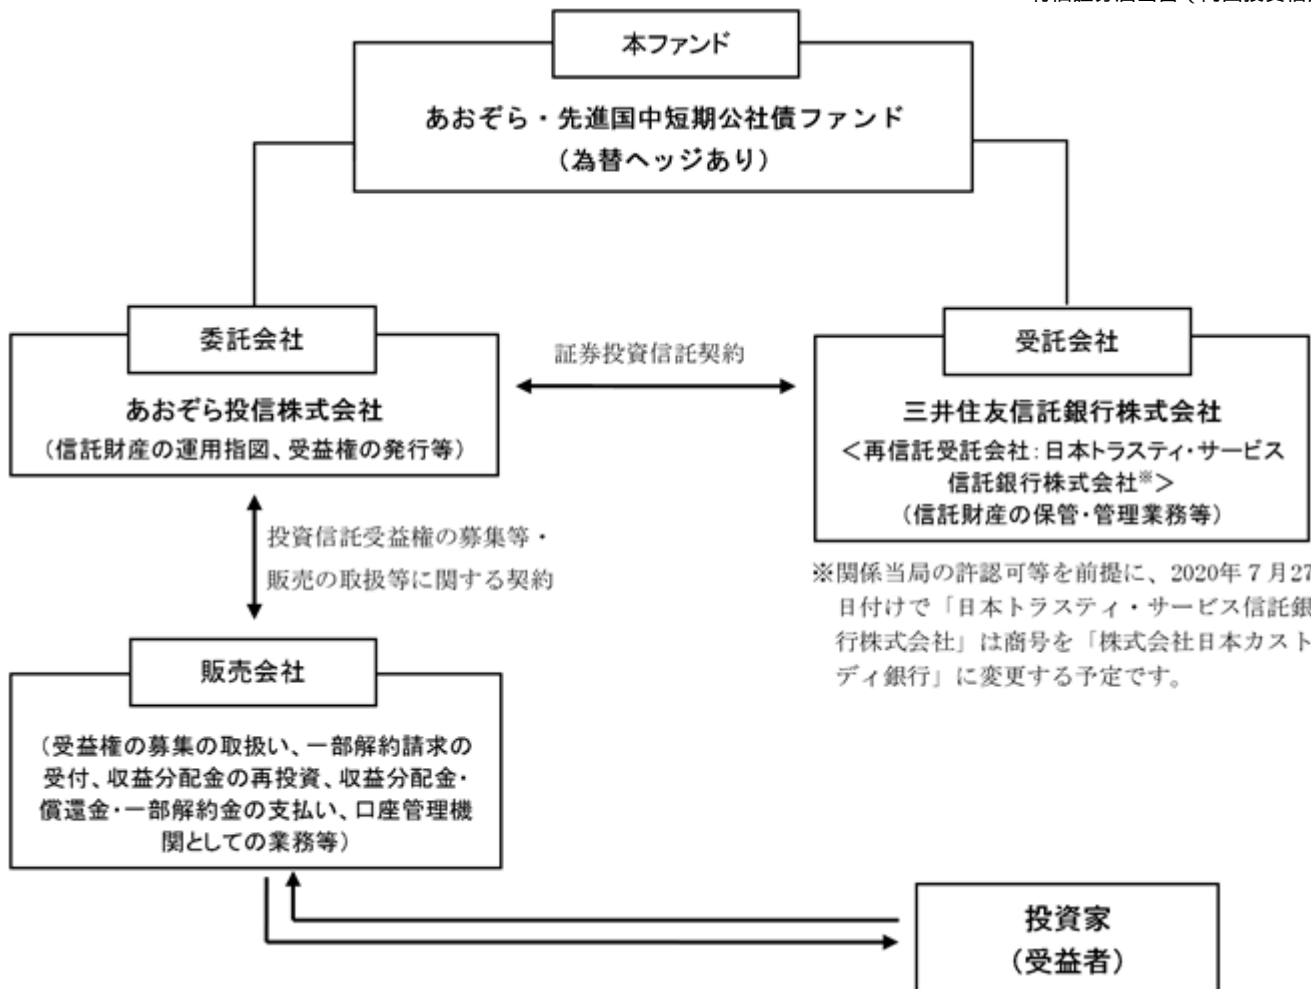 本ファンド
あおぞら・先進国中短期公社債ファンド
（為替ヘッジあり）
委託会社
あおぞら投信株式会社
（信託財産の運用指図、受益権の発行等）
証券投資信託契約
受託会社
三井住友信託銀行株式会社
＜再信託受託会社：日本トラスティ・サービス
信託銀行株式会社※＞
（信託財産の保管・管理業務等）
投資信託受益権の募集等・
販売の取扱等に関する契約
※関係当局の許認可等を前提に、2020年７月27
日付けで「日本トラスティ・サービス信託銀
行株式会社」は商号を「株式会社日本カスト
ディ銀行」に変更する予定です。
販売会社
（受益権の募集の取扱い、一部解約請求の
受付、収益分配金の再投資、収益分配金・
償還金・一部解約金の支払い、口座管理機
関としての業務等）
投資家
（受益者）